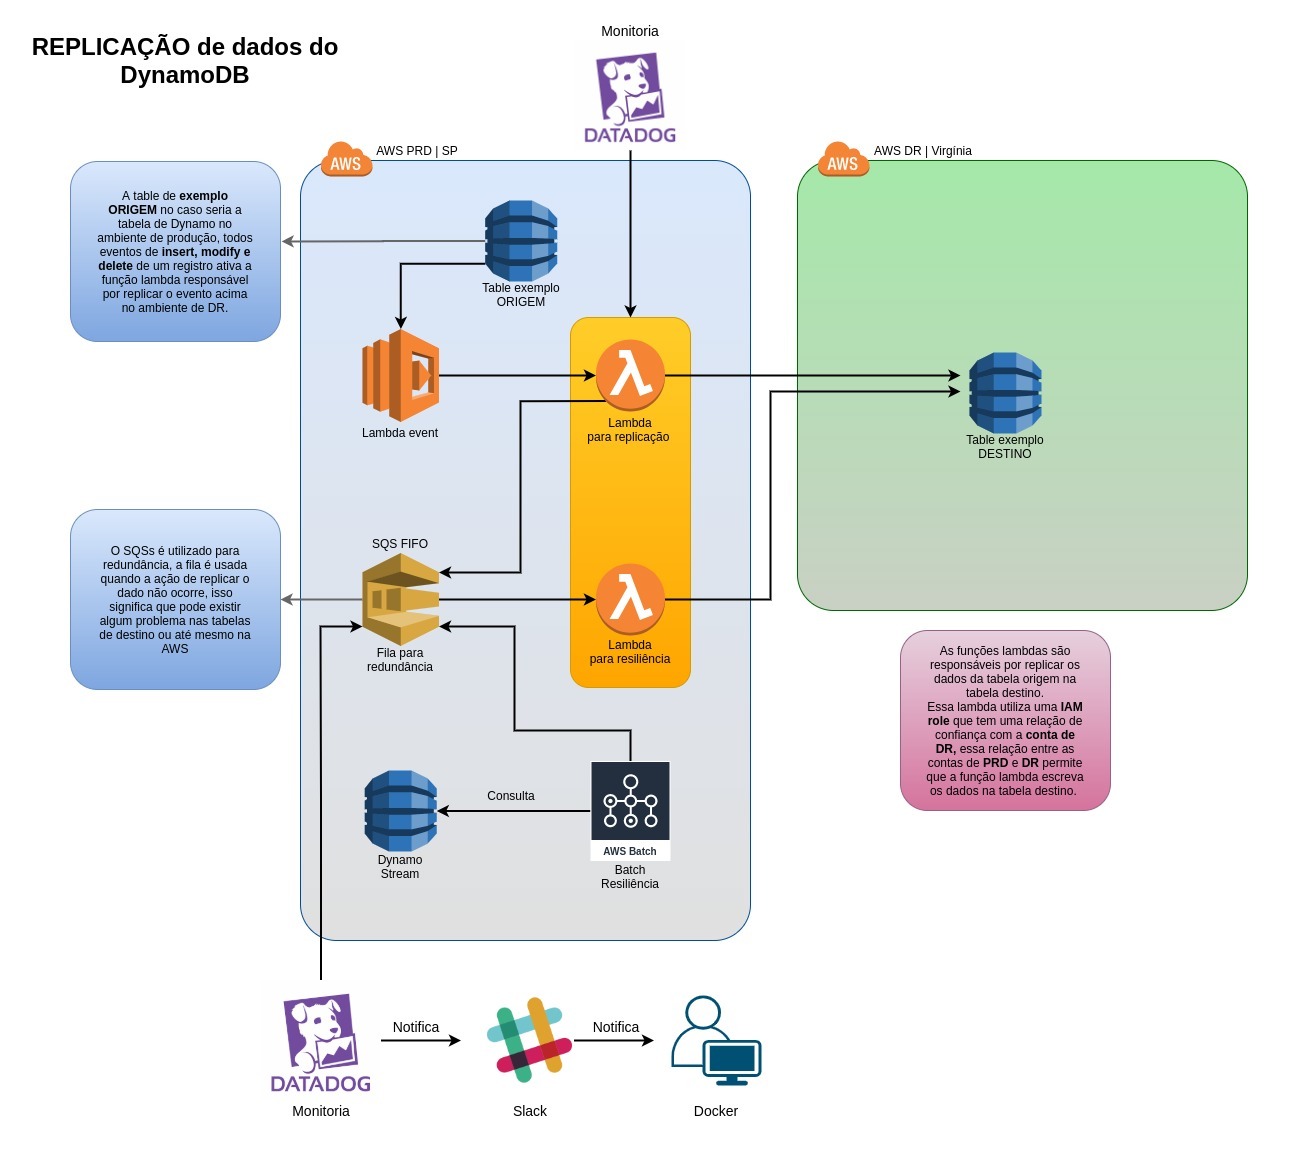 REPLICAÇÃO de dados do
DynamoDB
Monitoria
DATADOG
AWS
AWS PRD | SP
AWS
AWS DR | Virgínia
A table de exemplo
ORIGEM no caso seria a
tabela de Dynamo no
ambiente de produção, todos
eventos de insert, modify e
delete de um registro ativa a
função lambda responsável
por replicar o evento acima
no ambiente de DR.
Table exemplo
ORIGEM
Lambda event
Lambda
para replicação
Table exemplo
DESTINO
O SQSs é utilizado para
redundância, a fila é usada
quando a ação de replicar o
dado não ocorre, isso
significa que pode existir
algum problema nas tabelas
de destino ou até mesmo na
AWS
SQS FIFO
Fila para
redundância
Lambda
para resiliência
As funções lambdas são
responsáveis por replicar os
dados da tabela origem na
tabela destino.
Essa lambda utiliza uma IAM
role que tem uma relação de
confiança com a conta de
DR, essa relação entre as
contas de PRD e DR permite
que a função lambda escreva
os dados na tabela destino.
Consulta
AWS Batch
Batch
Resiliência
Dynamo
Stream
DATADOG
Monitoria
Notifica
Slack
Notifica
Docker